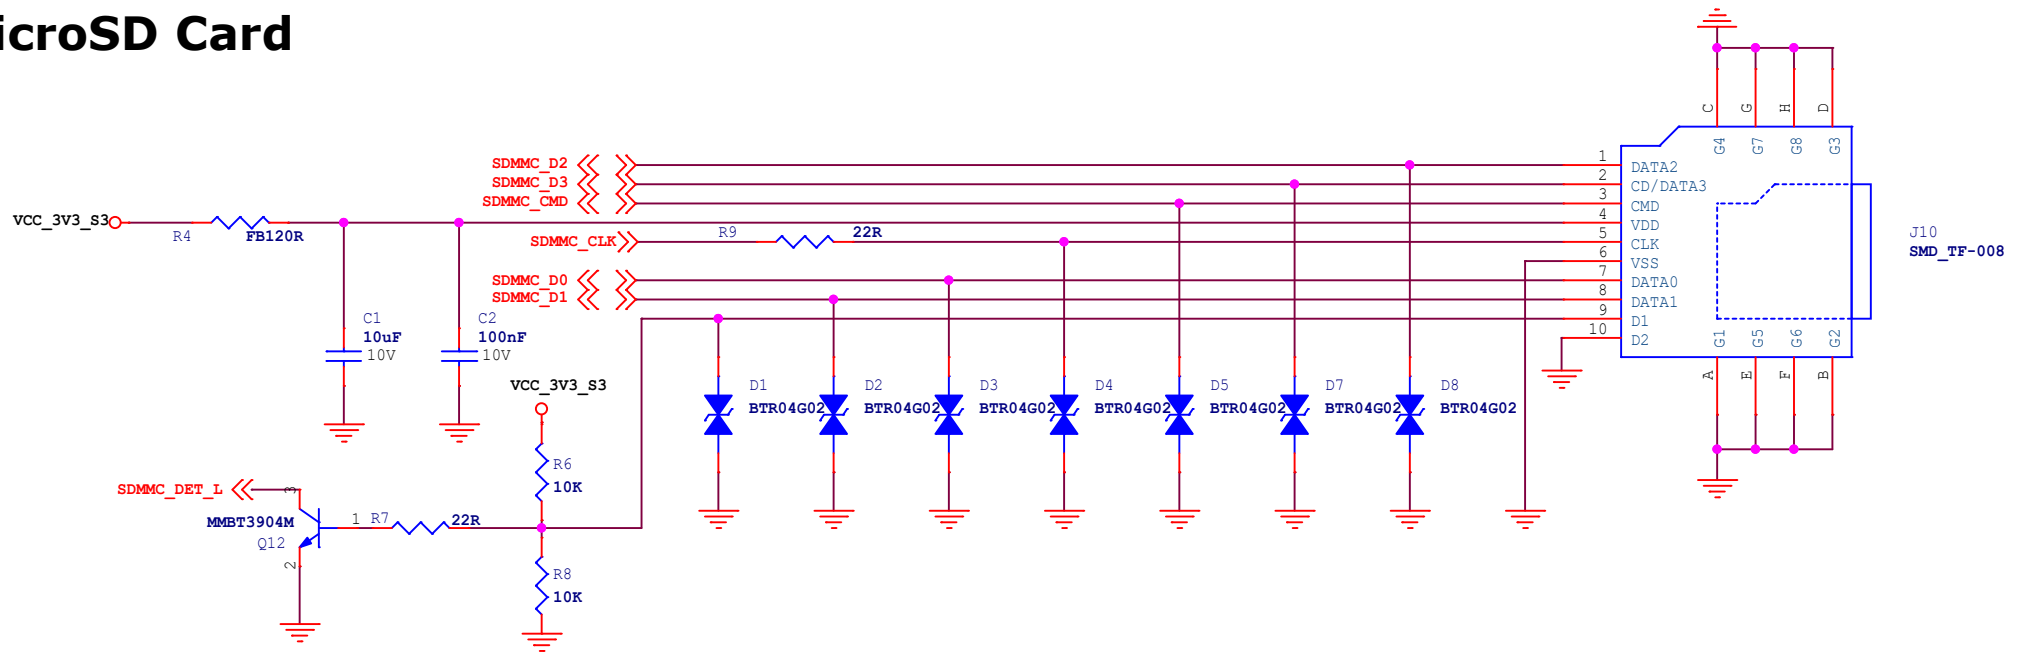 icroSD Card
C G H D
G4 G7 G8 G3
SDMMC_D2
SDMMC_D3
SDMMC_CMD
VCC_3V3_S3
R4 FB120R
SDMMC_CLK
R9 22R
SDMMC_D0
SDMMC_D1
1 DATA2
2 CD/DATA3
3 CMD
4 VDD
5 CLK
6 VSS
7 DATA0
8 DATA1
9 D1
10 D2
J10
SMD_TF-008
G1 G5 G6 G2
A E F B
C1
10uF
10V
C2
100nF
10V
VCC_3V3_S3
D1
BTR04G02
D2
BTR04G02
D3
BTR04G02
D4
BTR04G02
D5
BTR04G02
D7
BTR04G02
D8
BTR04G02
R6
10K
SDMMC_DET_L
3
MMBT3904M
Q12
1 R7 22R
2
R8
10K